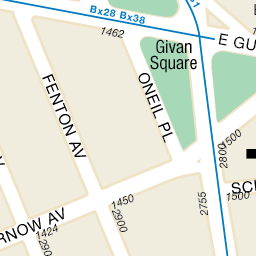 Bx28 Bx38
1462
E GU
Givan
Square
ONEIL PL
FENTON AV
1500
1500
2800
SC
1450
2755
2900
RNOW AV
1424
2900